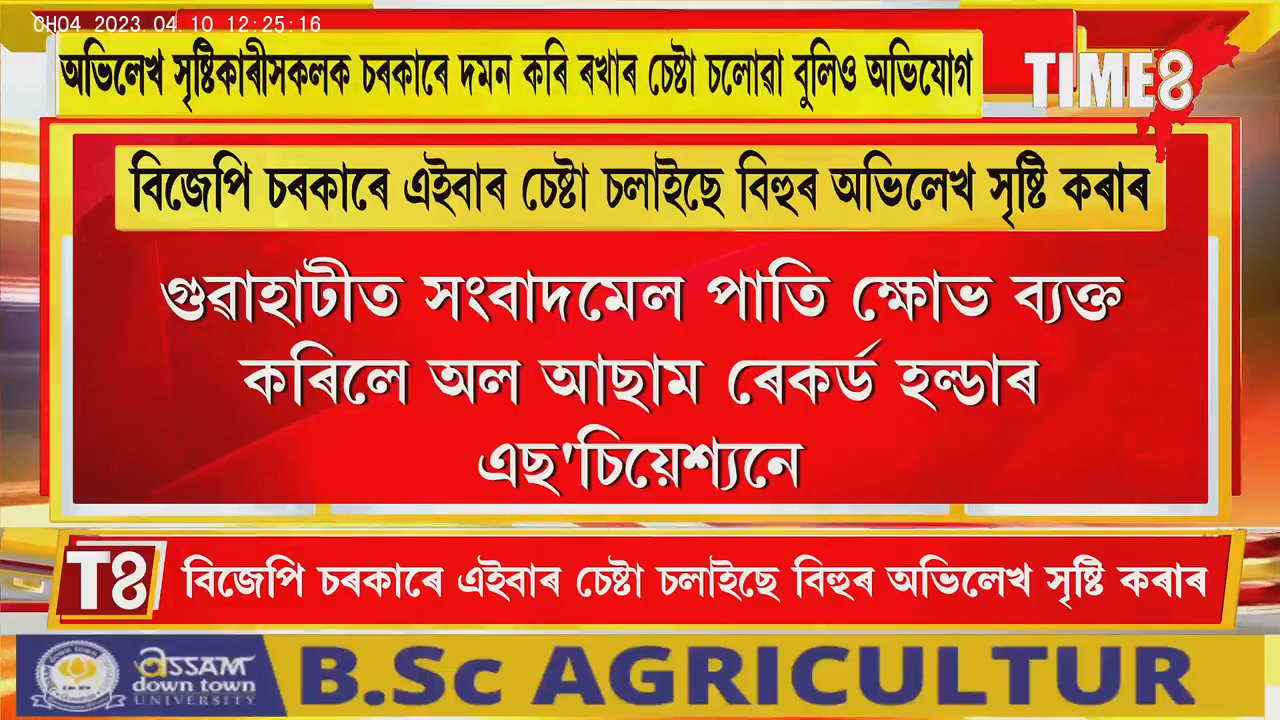 CH04 2023.04.10 12:25:16
অভিলেখ সৃষ্টিকাৰীসকলক চৰকাৰে দমন কৰি ৰখাৰ চেষ্টা চলোৱা বুলিও অভিযোগ
TIME8
বিজেপি চৰকাৰে এইবাৰ চেষ্টা চলাইছে বিহুৰ অভিলেখ সৃষ্টি কৰাৰ
গুৱাহাটীত সংবাদমেল পাতি ক্ষোভ ব্যক্ত
কৰিলে অল আছাম ৰেকৰ্ড হল্ডাৰ
এছ'চিয়েশ্যনে
T8 বিজেপি চৰকাৰে এইবাৰ চেষ্টা চলাইছে বিহুৰ অভিলেখ সৃষ্টি কৰাৰ
ASSAM
down town
UNIVERSITY
B.Sc AGRICULTUR